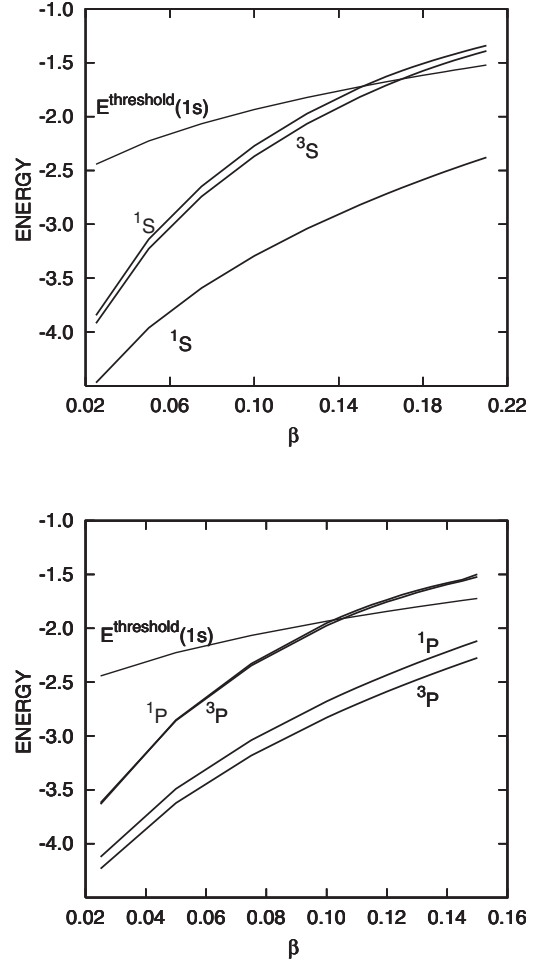 -1.0
-1.5
E^threshold(1s)
-2.0
³S
-2.5
ENERGY
-3.0
¹S
-3.5
-4.0
¹S
0.02 0.06 0.10 0.14 0.18 0.22
β
-1.0
-1.5
-2.0
E^threshold(1s)
¹P
-2.5
ENERGY
¹P ³P
³P
-3.0
-3.5
-4.0
0.02 0.04 0.06 0.08 0.10 0.12 0.14 0.16
β